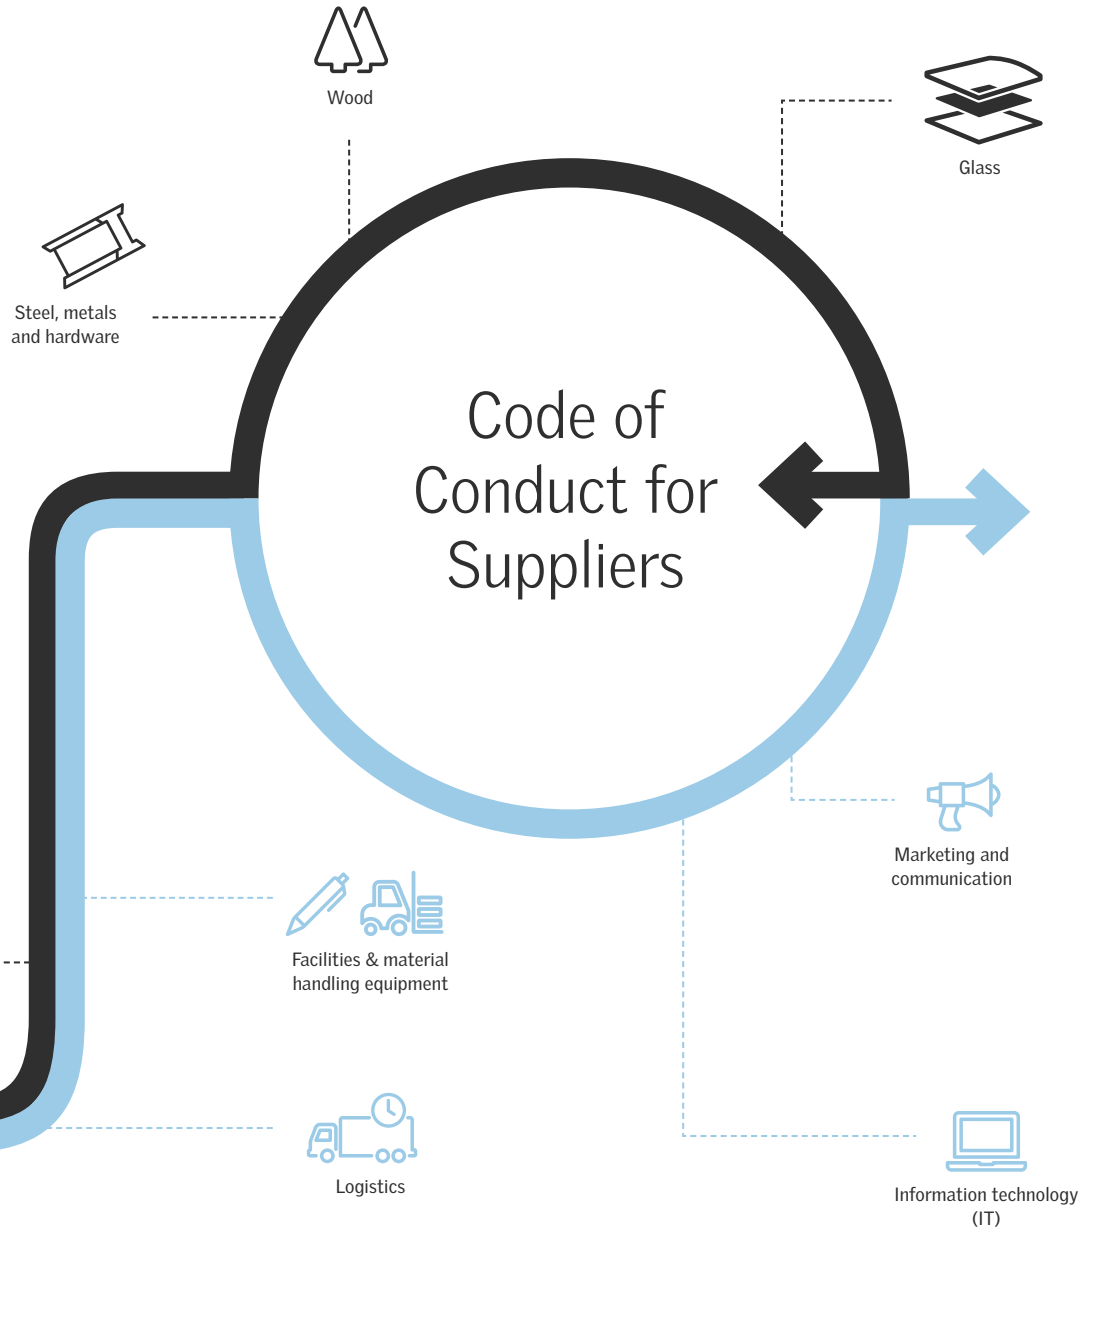 Wood
Glass
Steel, metals
and hardware
Code of
Conduct for
Suppliers
Marketing and
communication
Facilities & material
handling equipment
Logistics
Information technology
(IT)